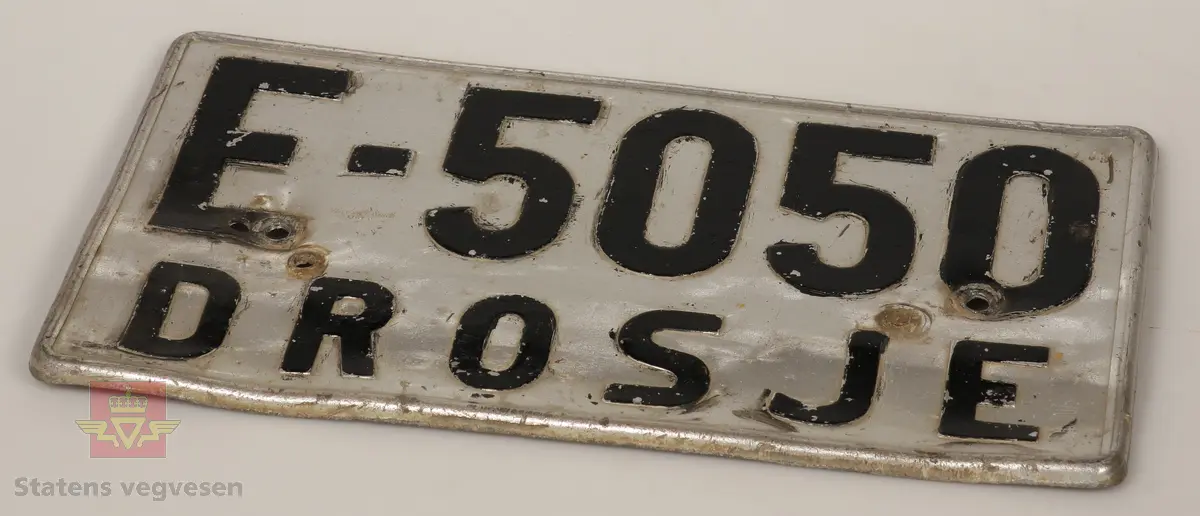 E-5050
DROSJE
Statens vegvesen